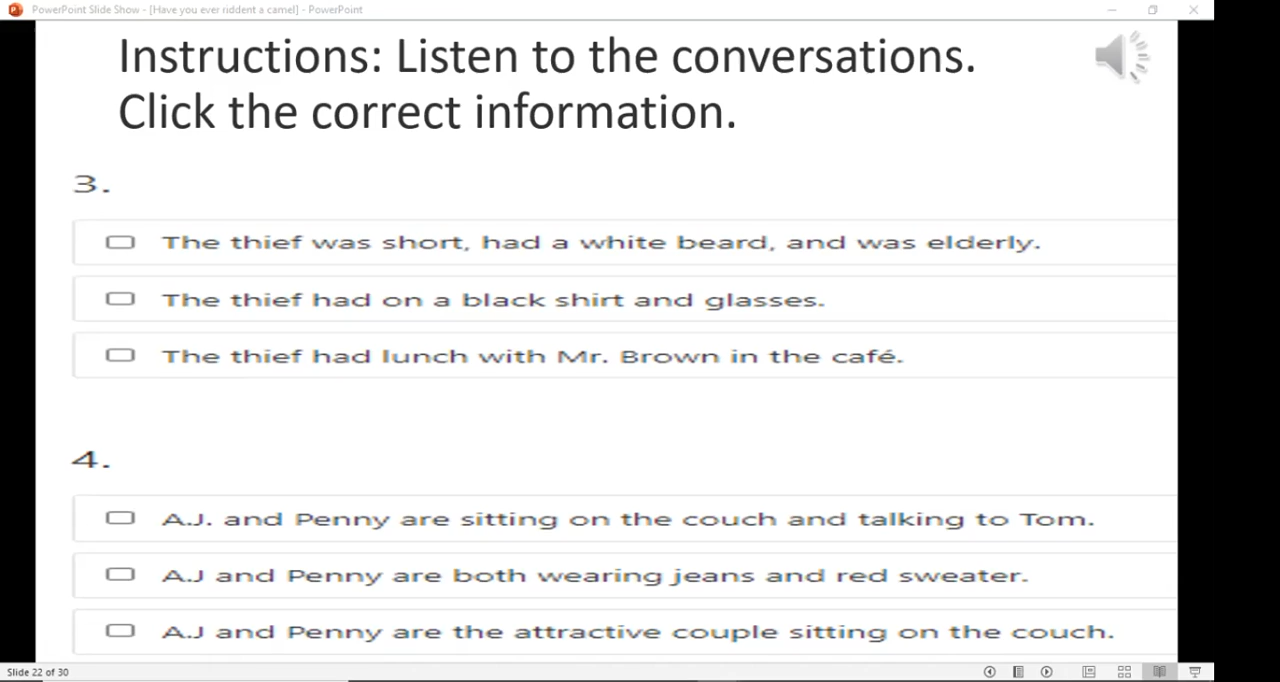 PowerPoint Slide Show - [Have you ever riddent a camel] - PowerPoint
Instructions: Listen to the conversations.
Click the correct information.
3.
The thief was short, had a white beard, and was elderly.
The thief had on a black shirt and glasses.
The thief had lunch with Mr. Brown in the café.
4.
A.J. and Penny are sitting on the couch and talking to Tom.
A.J and Penny are both wearing jeans and red sweater.
A.J and Penny are the attractive couple sitting on the couch.
Slide 22 of 30